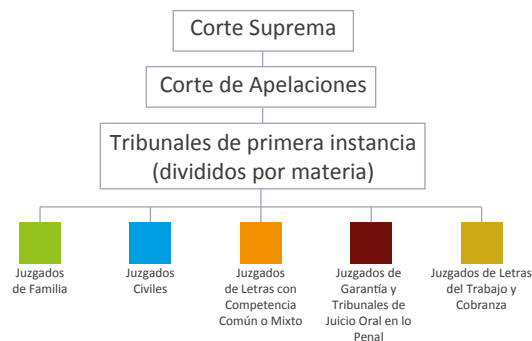 Corte Suprema
Corte de Apelaciones
Tribunales de primera instancia
(divididos por materia)
Juzgados
de Familia
Juzgados
Civiles
Juzgados
de Letras con
Competencia
Común o Mixto
Juzgados de
Garantía y
Tribunales de
Juicio Oral en lo
Penal
Juzgados de Letras
del Trabajo y
Cobranza